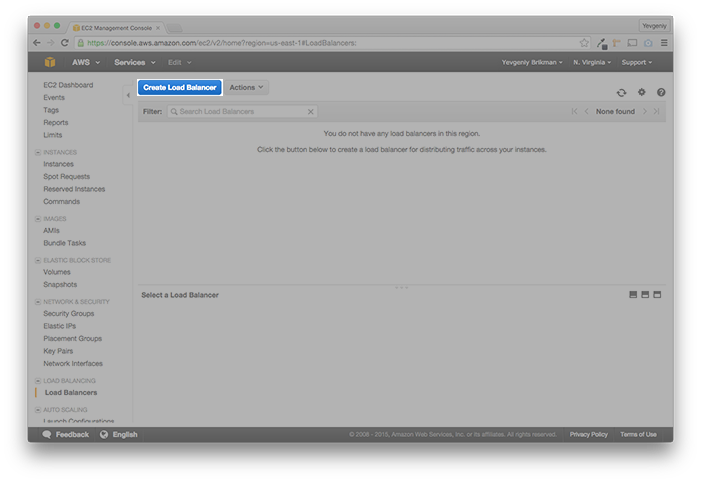 EC2 Management Console
Yevgeniy
https://console.aws.amazon.com/ec2/v2/home?region=us-east-1#LoadBalancers:
AWS Services Edit Yevgeniy Brikman N. Virginia Support
EC2 Dashboard
Events
Tags
Reports
Limits
INSTANCES
Instances
Spot Requests
Reserved Instances
Commands
IMAGES
AMIs
Bundle Tasks
ELASTIC BLOCK STORE
Volumes
Snapshots
NETWORK & SECURITY
Security Groups
Elastic IPs
Placement Groups
Key Pairs
Network Interfaces
LOAD BALANCING
Load Balancers
AUTO SCALING
Launch Configurations
Create Load Balancer Actions
Filter: Search Load Balancers None found
You do not have any load balancers in this region.
Click the button below to create a load balancer for distributing traffic across your instances.
Select a Load Balancer
Feedback English © 2008 - 2015, Amazon Web Services, Inc. or its affiliates. All rights reserved. Privacy Policy Terms of Use